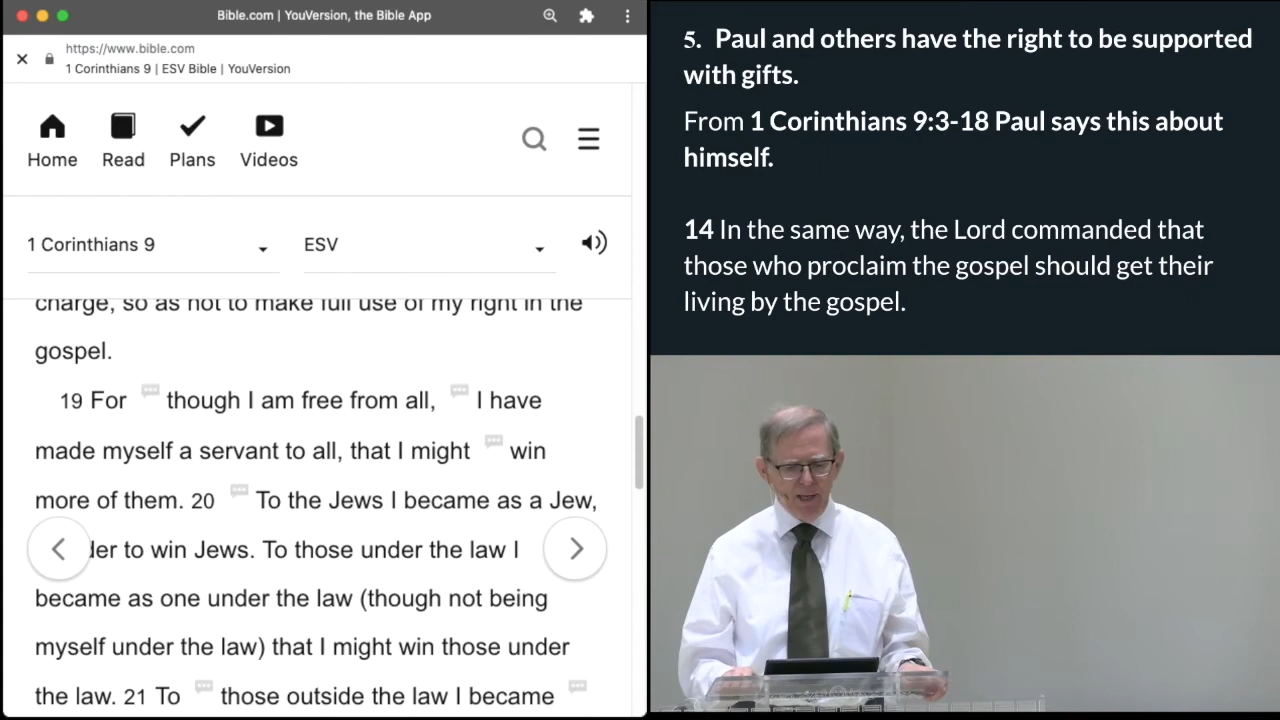 Bible.com | YouVersion, the Bible App
https://www.bible.com
1 Corinthians 9 | ESV Bible | YouVersion
Home Read Plans Videos
1 Corinthians 9 ESV
charge, so as not to make full use of my right in the
gospel.
19 For though I am free from all, I have
made myself a servant to all, that I might win
more of them. 20 To the Jews I became as a Jew,
to win Jews. To those under the law I
became as one under the law (though not being
myself under the law) that I might win those under
the law. 21 To those outside the law I became
5. Paul and others have the right to be supported
with gifts.
From 1 Corinthians 9:3-18 Paul says this about
himself.
14 In the same way, the Lord commanded that
those who proclaim the gospel should get their
living by the gospel.